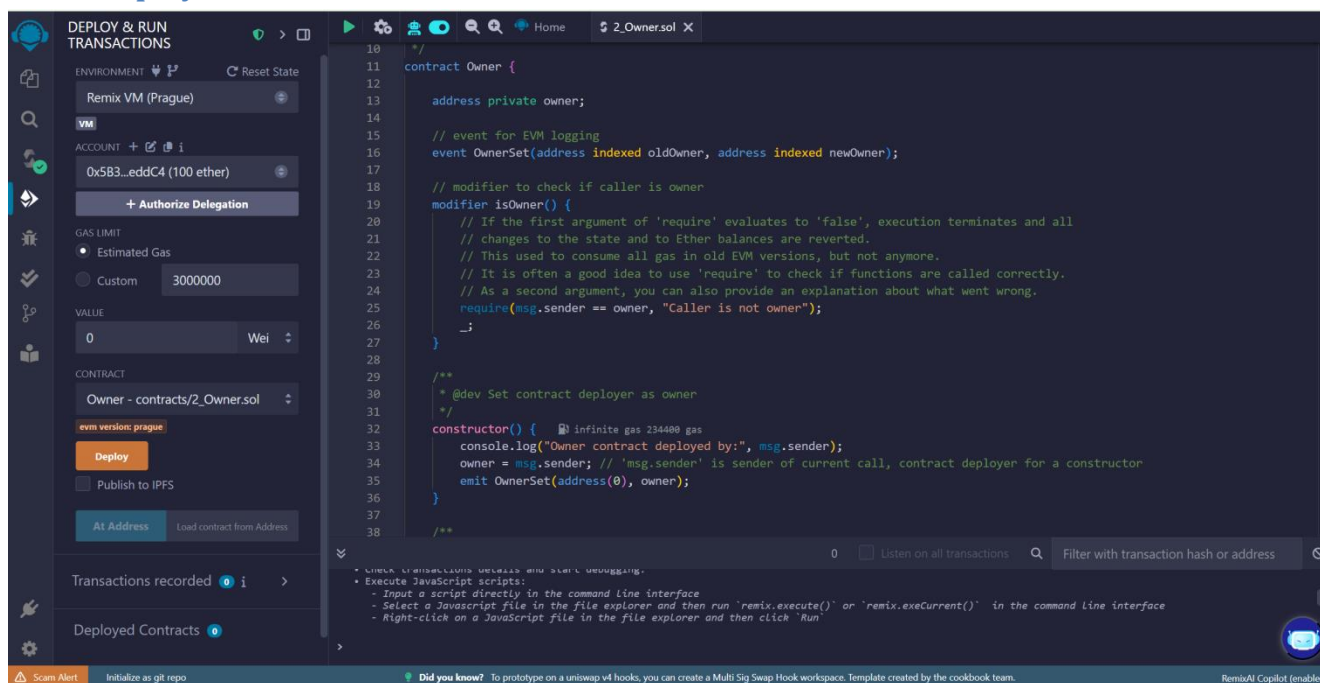 DEPLOY & RUN
TRANSACTIONS
ENVIRONMENT
Reset State
Remix VM (Prague)
VM
ACCOUNT
0x5B3...eddC4 (100 ether)
+ Authorize Delegation
GAS LIMIT
Estimated Gas
Custom 3000000
VALUE
0 Wei
CONTRACT
Owner - contracts/2_Owner.sol
evm version: prague
Deploy
Publish to IPFS
At Address Load contract from Address
Transactions recorded 0 i >
Deployed Contracts 0
Home 2_Owner.sol
10 */
11 contract Owner {
12
13 address private owner;
14
15 // event for EVM logging
16 event OwnerSet(address indexed oldOwner, address indexed newOwner);
17
18 // modifier to check if caller is owner
19 modifier isOwner() {
20 // If the first argument of 'require' evaluates to 'false', execution terminates and all
21 // changes to the state and to Ether balances are reverted.
22 // This used to consume all gas in old EVM versions, but not anymore.
23 // It is often a good idea to use 'require' to check if functions are called correctly.
24 // As a second argument, you can also provide an explanation about what went wrong.
25 require(msg.sender == owner, "Caller is not owner");
26 _;
27 }
28
29 /**
30 * @dev Set contract deployer as owner
31 */
32 constructor() { infinite gas 234400 gas
33 console.log("Owner contract deployed by:", msg.sender);
34 owner = msg.sender; // 'msg.sender' is sender of current call, contract deployer for a constructor
35 emit OwnerSet(address(0), owner);
36 }
37
38 /**
0 Listen on all transactions Filter with transaction hash or address
• Check transactions details and start debugging.
• Execute JavaScript scripts:
- Input a script directly in the command line interface
- Select a Javascript file in the file explorer and then run `remix.execute()` or `remix.exeCurrent()` in the command line interface
- Right-click on a JavaScript file in the file explorer and then click `Run`
>
Scam Alert Initialize as git repo Did you know? To prototype on a uniswap v4 hooks, you can create a Multi Sig Swap Hook workspace. Template created by the cookbook team. RemixAI Copilot (enable